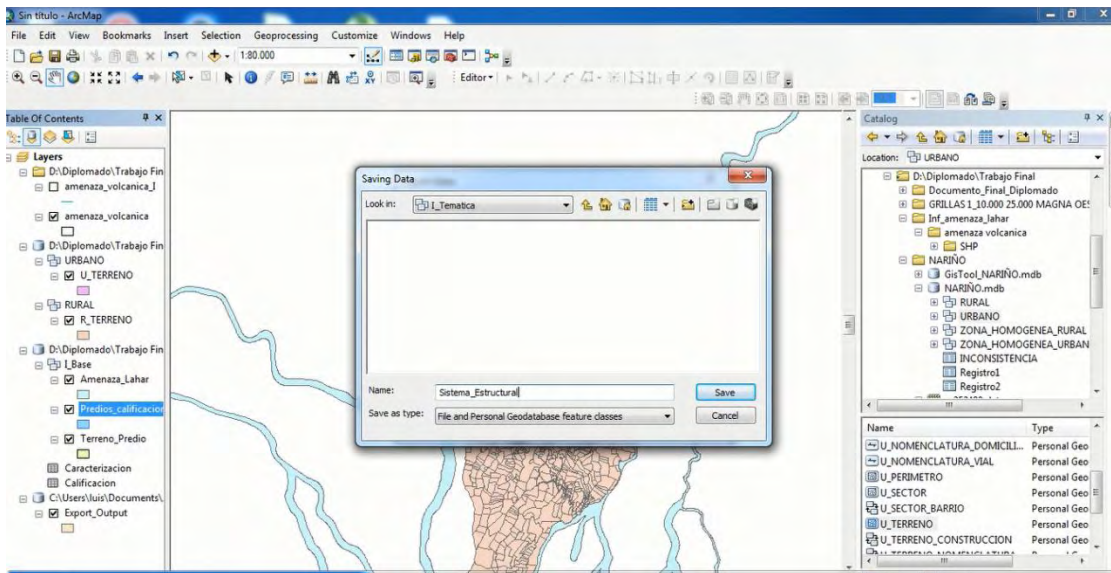 Sin título - ArcMap
File Edit View Bookmarks Insert Selection Geoprocessing Customize Windows Help
1:80.000
Editor
Table Of Contents
Layers
D:\Diplomado\Trabajo Fin
amenaza_volcanica_I
amenaza_volcanica
D:\Diplomado\Trabajo Fin
URBANO
U_TERRENO
RURAL
R_TERRENO
D:\Diplomado\Trabajo Fin
I_Base
Amenaza_Lahar
Predios_calificacion
Terreno_Predio
Caracterizacion
Calificacion
C:\Users\luis\Documents\
Export_Output
Saving Data
Look in: I_Tematica
Name: Sistema_Estructural
Save
Save as type: File and Personal Geodatabase feature classes
Cancel
Catalog
Location: URBANO
D:\Diplomado\Trabajo Final
Documento_Final_Diplomado
GRILLAS 1_10.000 25.000 MAGNA OES
Inf_amenaza_lahar
amenaza volcanica
SHP
NARIÑO
GisTool_NARIÑO.mdb
NARIÑO.mdb
RURAL
URBANO
ZONA_HOMOGENEA_RURAL
ZONA_HOMOGENEA_URBAN
INCONSISTENCIA
Registro1
Registro2
Name Type
U_NOMENCLATURA_DOMICILI... Personal Geo
U_NOMENCLATURA_VIAL Personal Geo
U_PERIMETRO Personal Geo
U_SECTOR Personal Geo
U_SECTOR_BARRIO Personal Geo
U_TERRENO Personal Geo
U_TERRENO_CONSTRUCCION Personal Geo